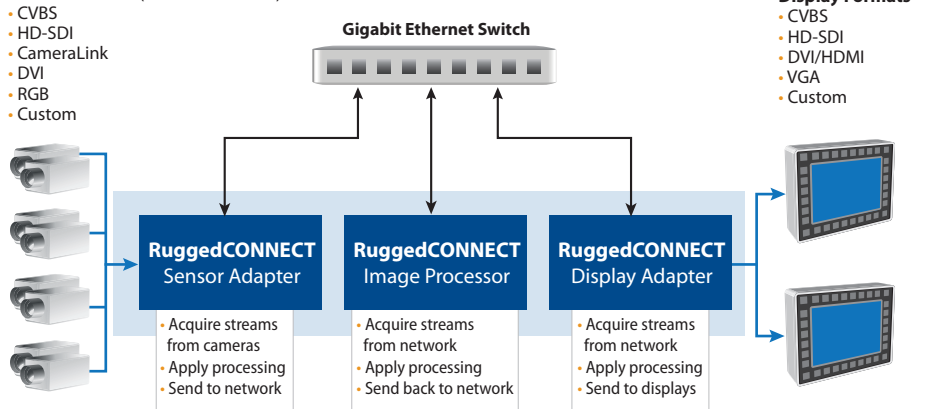 • CVBS
• HD-SDI
• CameraLink
• DVI
• RGB
• Custom
Gigabit Ethernet Switch
Display Formats
• CVBS
• HD-SDI
• DVI/HDMI
• VGA
• Custom
RuggedCONNECT
Sensor Adapter
• Acquire streams
from cameras
• Apply processing
• Send to network
RuggedCONNECT
Image Processor
• Acquire streams
from network
• Apply processing
• Send back to network
RuggedCONNECT
Display Adapter
• Acquire streams
from network
• Apply processing
• Send to displays